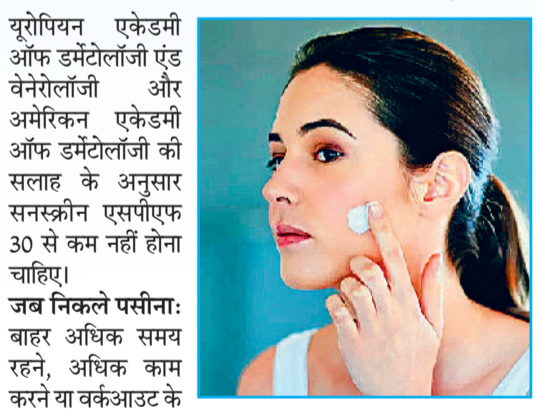 यूरोपियन एकेडमी
ऑफ डर्मेटोलॉजी एंड
वेनेरोलॉजी और
अमेरिकन एकेडमी
ऑफ डर्मेटोलॉजी की
सलाह के अनुसार
सनस्क्रीन एसपीएफ
30 से कम नहीं होना
चाहिए।
जब निकले पसीना:
बाहर अधिक समय
रहने, अधिक काम
करने या वर्कआउट के